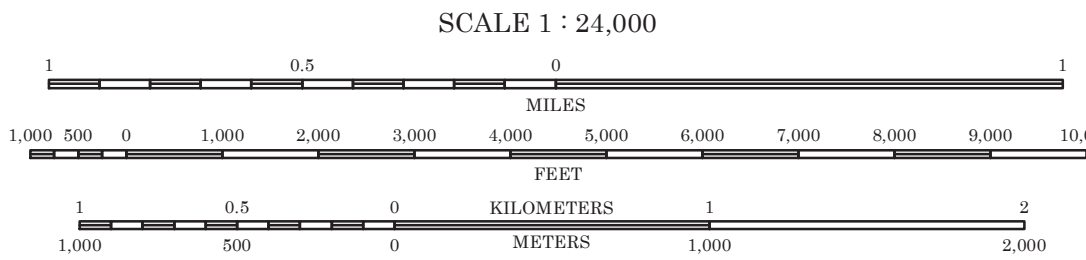 SCALE 1 : 24,000
1 0.5 0 1
MILES
1,000 500 0 1,000 2,000 3,000 4,000 5,000 6,000 7,000 8,000 9,000
FEET
1 0.5 0 KILOMETERS 1 2
1,000 500 0 METERS 1,000 2,000